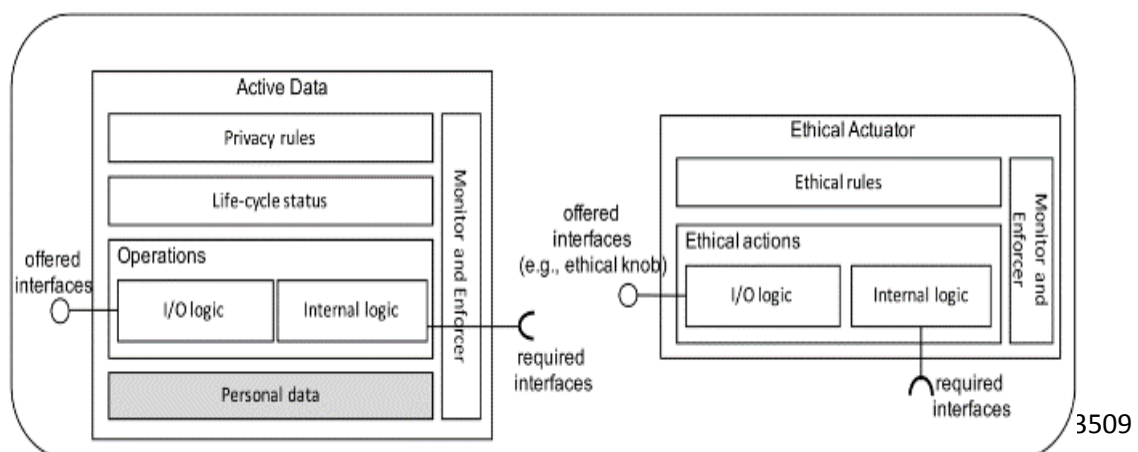 Active Data
Privacy rules
Life-cycle status
Operations
I/O logic
Internal logic
Personal data
Monitor and Enforcer
offered
interfaces
required
interfaces
Ethical Actuator
Ethical rules
Ethical actions
I/O logic
Internal logic
Monitor and
Enforcer
offered
interfaces
(e.g., ethical knob)
required
interfaces
3509